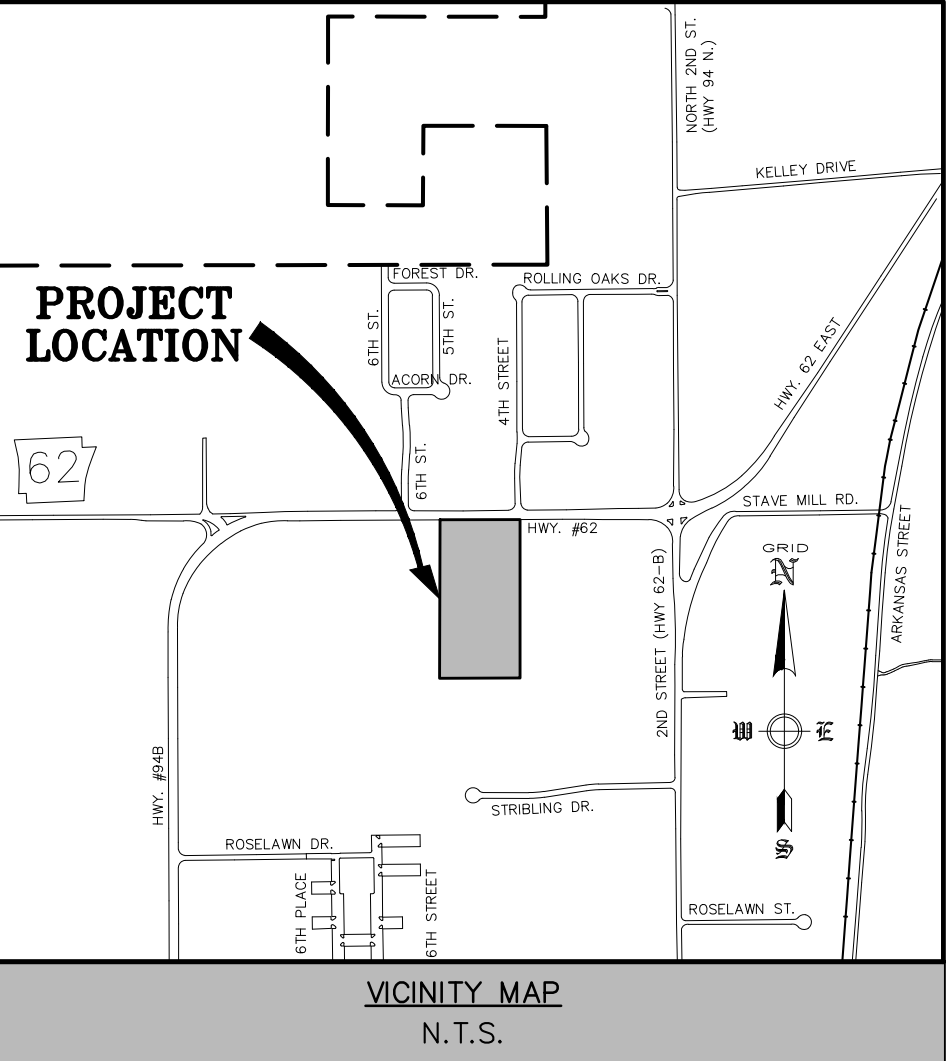 NORTH 2ND ST.
(HWY 94 N.)
KELLEY DRIVE
FOREST DR.
ROLLING OAKS DR.
PROJECT
LOCATION
6TH ST.
5TH ST.
4TH STREET
HWY. 62 EAST
ACORN DR.
62
6TH ST.
STAVE MILL RD.
HWY. #62
ARKANSAS STREET
GRID
N
2ND STREET (HWY 62-B)
W
E
S
HWY. #94B
STRIBLING DR.
ROSELAWN DR.
6TH PLACE
6TH STREET
ROSELAWN ST.
VICINITY MAP
N.T.S.